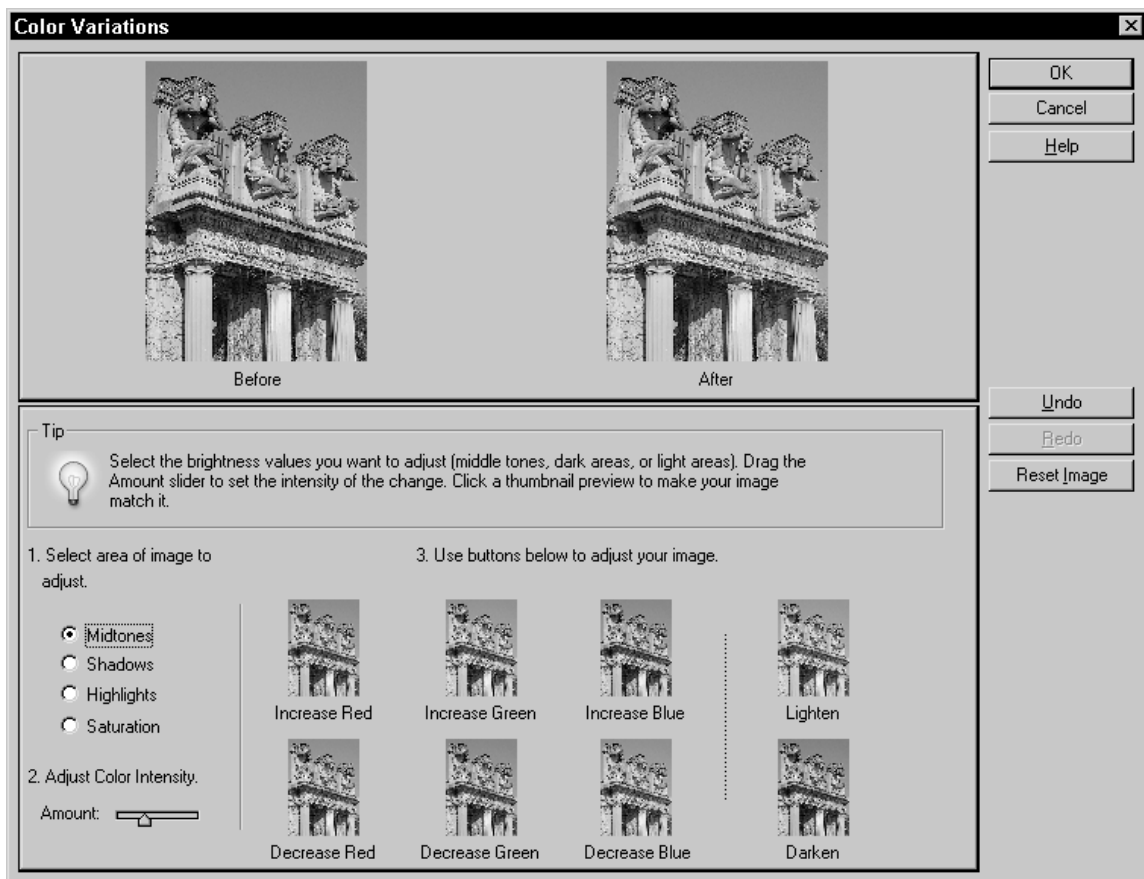 Color Variations
OK
Cancel
Help
Before
After
Undo
Redo
Reset Image
Tip
Select the brightness values you want to adjust (middle tones, dark areas, or light areas). Drag the
Amount slider to set the intensity of the change. Click a thumbnail preview to make your image
match it.
1. Select area of image to
adjust.
3. Use buttons below to adjust your image.
Midtones
Shadows
Highlights
Saturation
Increase Red
Increase Green
Increase Blue
Lighten
2. Adjust Color Intensity.
Amount:
Decrease Red
Decrease Green
Decrease Blue
Darken